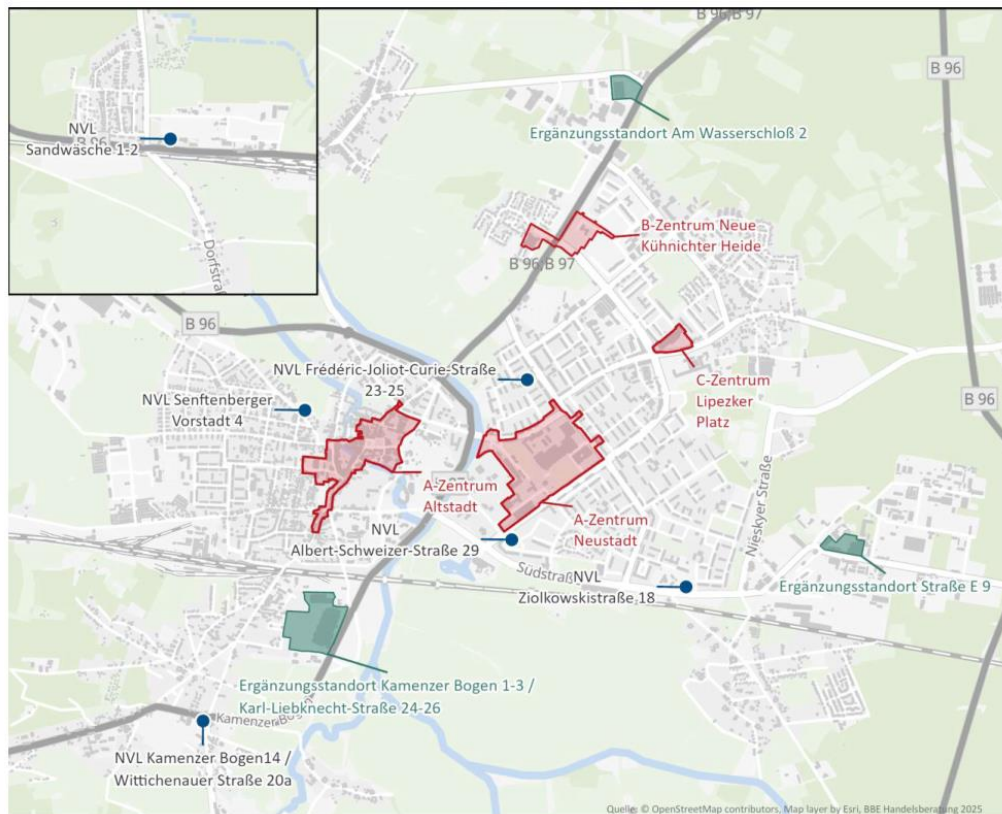 B 96,B 97
B 96
NVL
B 96
Sandwäsche 1-2
Dorfstraß
Ergänzungsstandort Am Wasserschloß 2
B-Zentrum Neue
Kühnichter Heide
B 96,B 97
B 96
NVL Frédéric-Joliot-Curie-Straße
23-25
NVL Senftenberger
Vorstadt 4
C-Zentrum
Lipezker
Platz
B 96
A-Zentrum
Altstadt
A-Zentrum
Neustadt
NVL
Albert-Schweizer-Straße 29
Nieskyer Straße
Südstraß
NVL
Ziolkowskistraße 18
Ergänzungsstandort Straße E 9
Ergänzungsstandort Kamenzer Bogen 1-3 /
Karl-Liebknecht-Straße 24-26
Kamenzer Bog
NVL Kamenzer Bogen14 /
Wittichenauer Straße 20a
Quelle: © OpenStreetMap contributors, Map layer by Esri, BBE Handelsberatung 2025